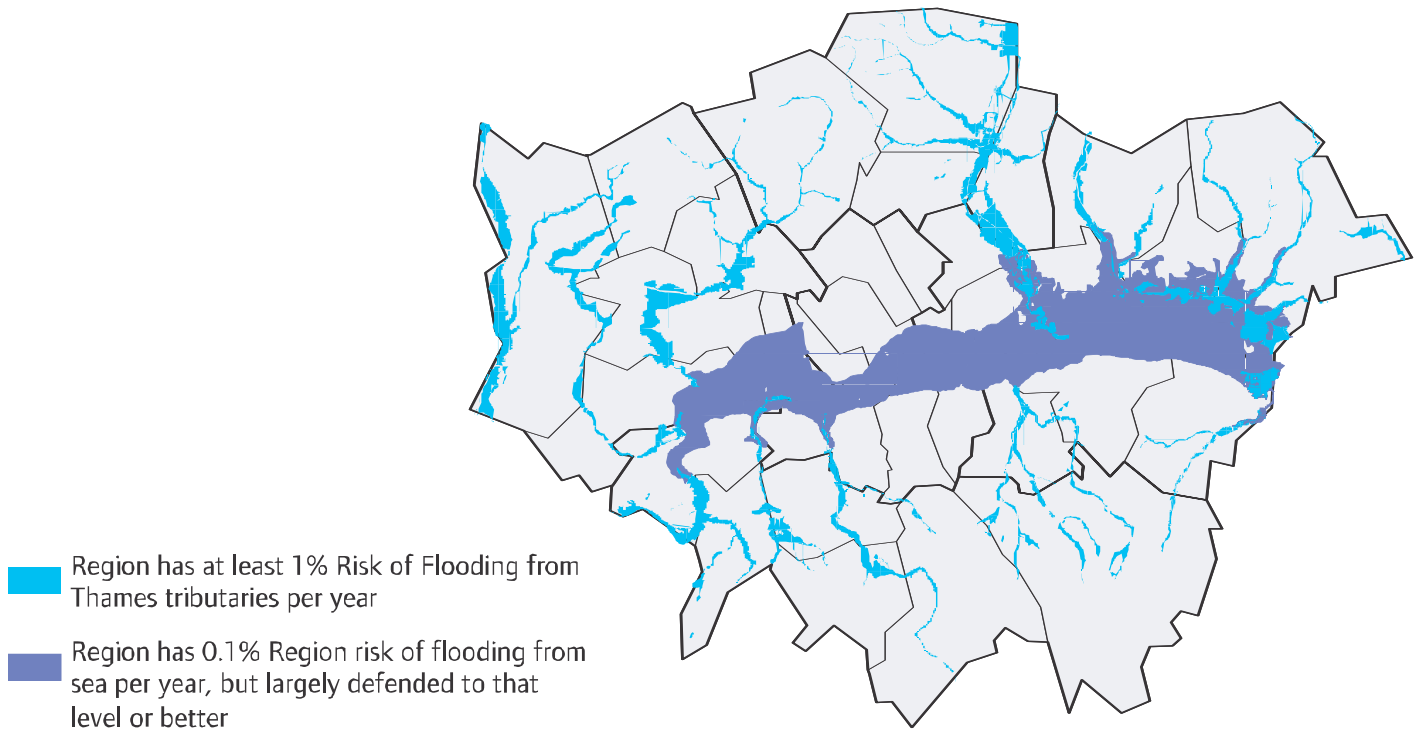 Region has at least 1% Risk of Flooding from
Thames tributaries per year
Region has 0.1% Region risk of flooding from
sea per year, but largely defended to that
level or better